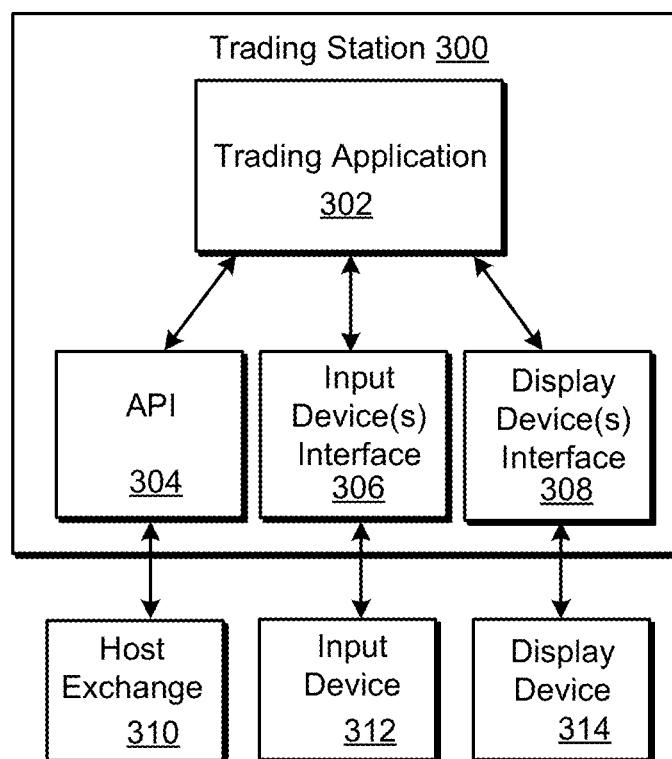 Trading Station 300
Trading Application
302
API
304
Input
Device(s)
Interface
306
Display
Device(s)
Interface
308
Host
Exchange
310
Input
Device
312
Display
Device
314